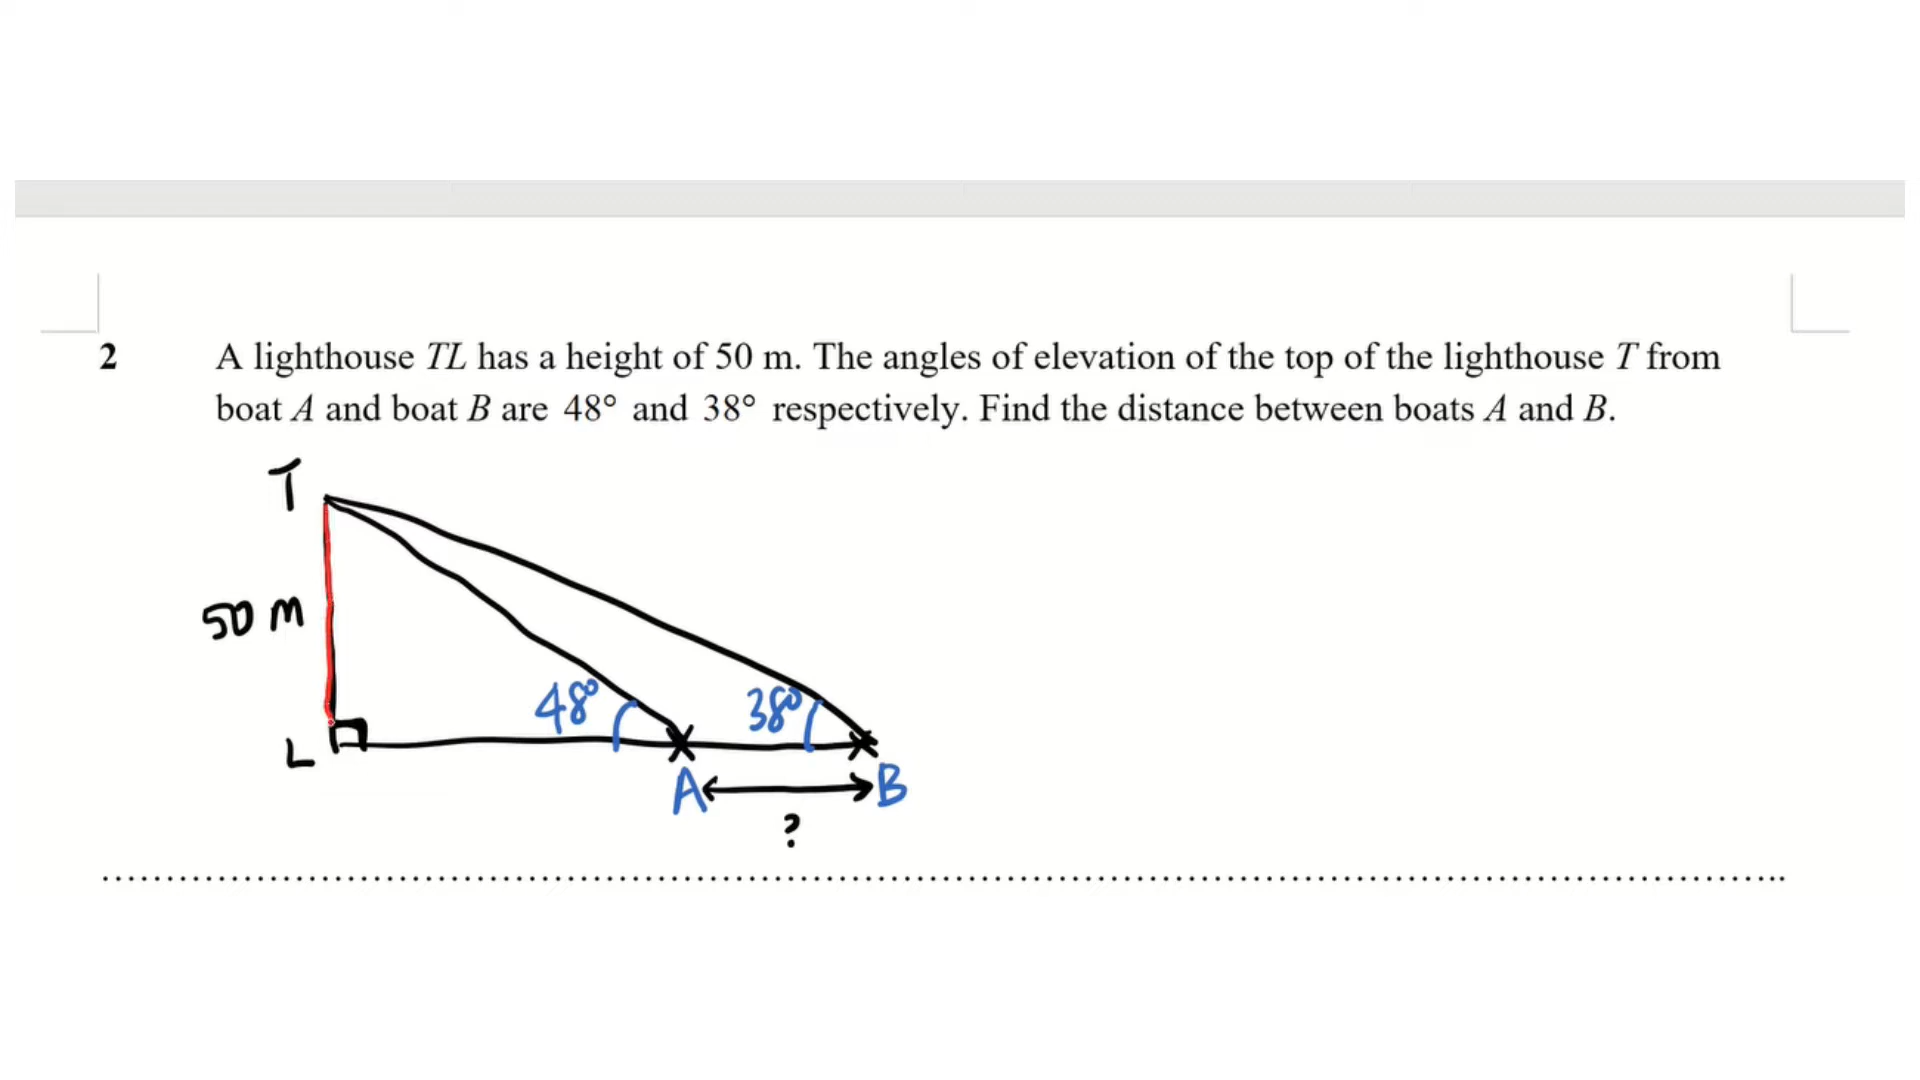 2 A lighthouse TL has a height of 50 m. The angles of elevation of the top of the lighthouse T from
boat A and boat B are 48° and 38° respectively. Find the distance between boats A and B.
T
50 m
48° 38°
L
A B
?